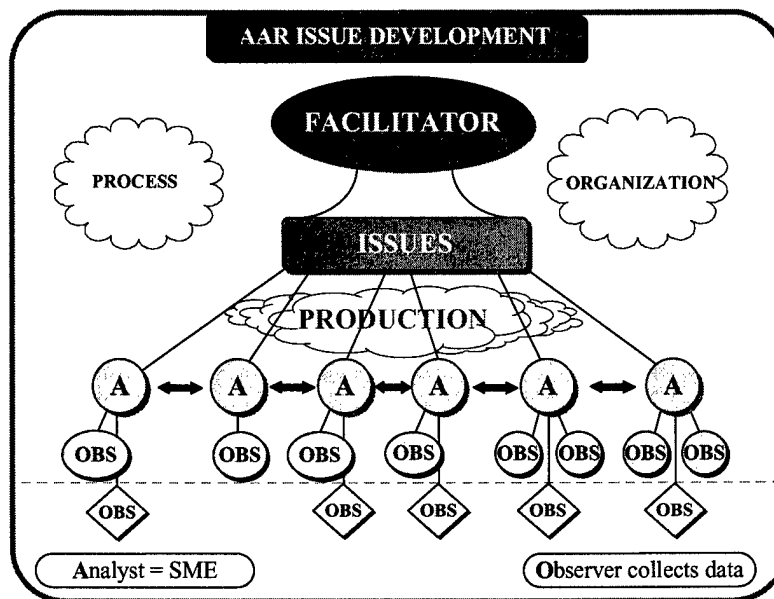 AAR ISSUE DEVELOPMENT
FACILITATOR
PROCESS
ORGANIZATION
ISSUES
PRODUCTION
A A A A A A
OBS OBS OBS OBS OBS OBS OBS OBS
OBS OBS OBS OBS OBS
Analyst = SME
Observer collects data